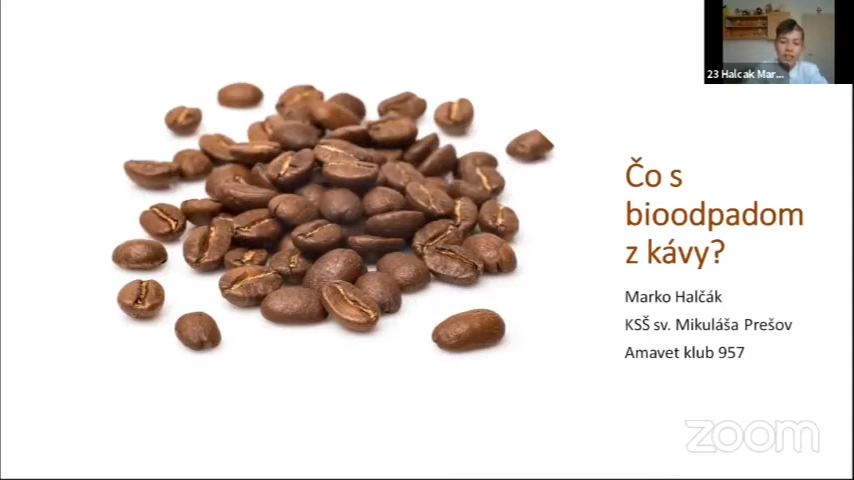 23 Halcak Mar...
Čo s
bioodpadom
z kávy?
Marko Halčák
KSŠ sv. Mikuláša Prešov
Amavet klub 957
zoom